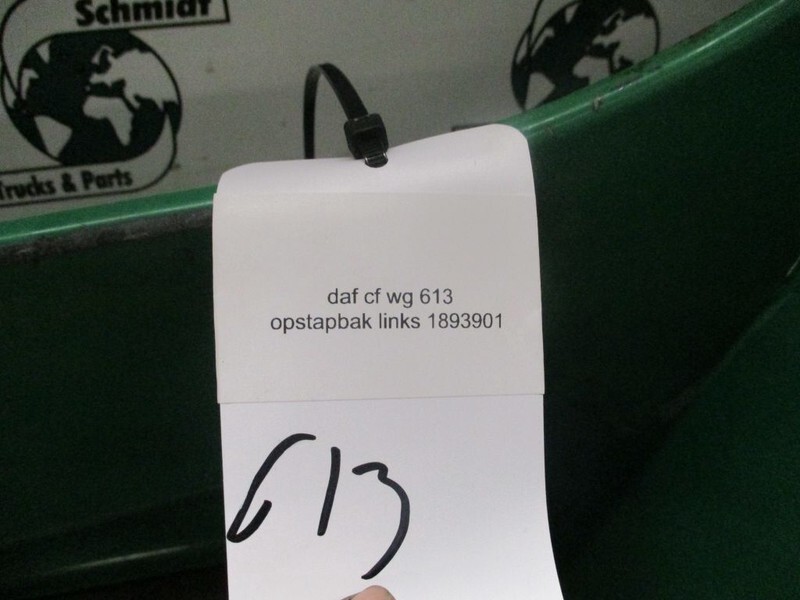 Schmidt
Trucks & Parts
daf cf wg 613
opstapbak links 1893901
613